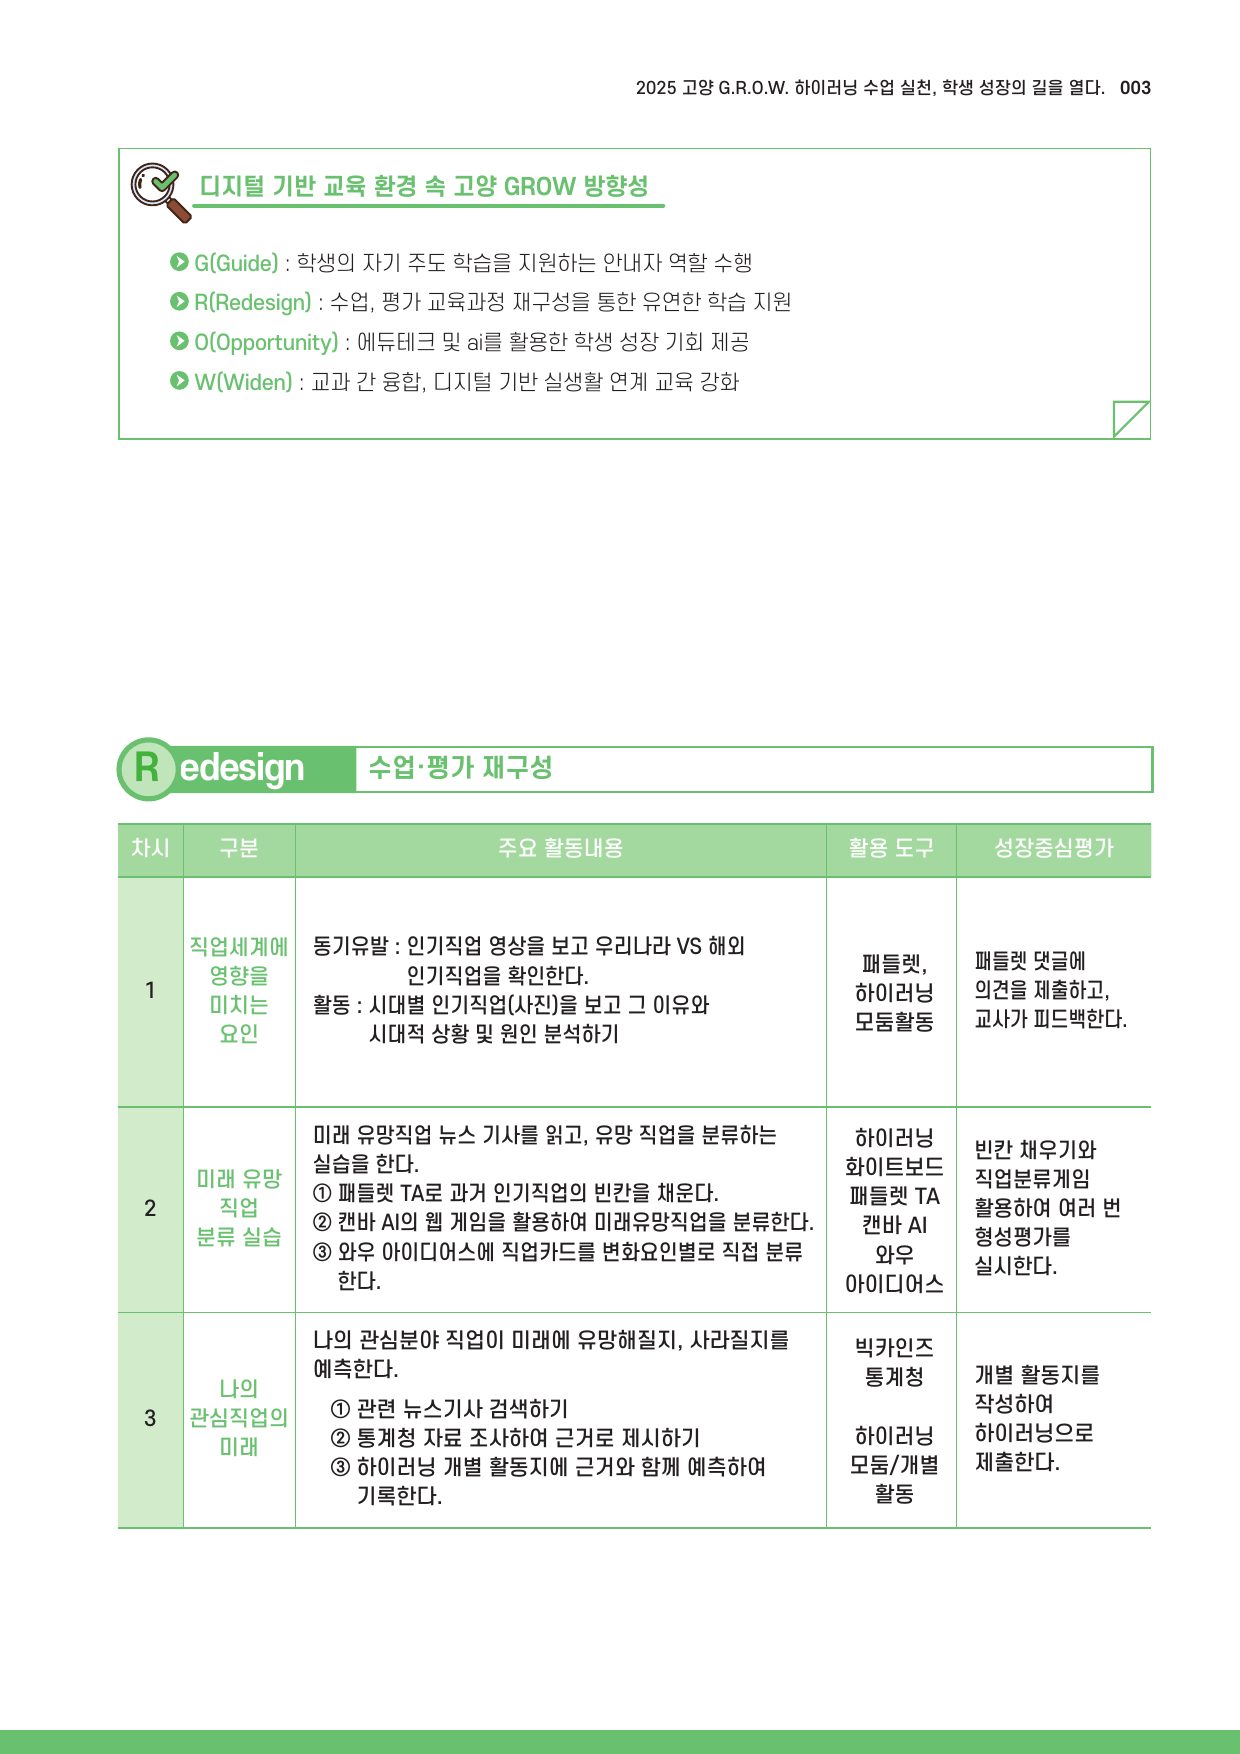 2025 고양 G.R.O.W. 하이러닝 수업 실천, 학생 성장의 길을 열다. 003
디지털 기반 교육 환경 속 고양 GROW 방향성
G(Guide) : 학생의 자기 주도 학습을 지원하는 안내자 역할 수행
R(Redesign) : 수업, 평가 교육과정 재구성을 통한 유연한 학습 지원
O(Opportunity) : 에듀테크 및 ai를 활용한 학생 성장 기회 제공
W(Widen) : 교과 간 융합, 디지털 기반 실생활 연계 교육 강화
Redesign 수업·평가 재구성
차시 구분 주요 활동내용 활용 도구 성장중심평가
1
직업세계에
영향을
미치는
요인
동기유발 : 인기직업 영상을 보고 우리나라 VS 해외
인기직업을 확인한다.
활동 : 시대별 인기직업(사진)을 보고 그 이유와
시대적 상황 및 원인 분석하기
패들렛,
하이러닝
모둠활동
패들렛 댓글에
의견을 제출하고,
교사가 피드백한다.
2
미래 유망
직업
분류 실습
미래 유망직업 뉴스 기사를 읽고, 유망 직업을 분류하는
실습을 한다.
① 패들렛 TA로 과거 인기직업의 빈칸을 채운다.
② 캔바 AI의 웹 게임을 활용하여 미래유망직업을 분류한다.
③ 와우 아이디어스에 직업카드를 변화요인별로 직접 분류
한다.
하이러닝
화이트보드
패들렛 TA
캔바 AI
와우
아이디어스
빈칸 채우기와
직업분류게임
활용하여 여러 번
형성평가를
실시한다.
3
나의
관심직업의
미래
나의 관심분야 직업이 미래에 유망해질지, 사라질지를
예측한다.
① 관련 뉴스기사 검색하기
② 통계청 자료 조사하여 근거로 제시하기
③ 하이러닝 개별 활동지에 근거와 함께 예측하여
기록한다.
빅카인즈
통계청
하이러닝
모둠/개별
활동
개별 활동지를
작성하여
하이러닝으로
제출한다.